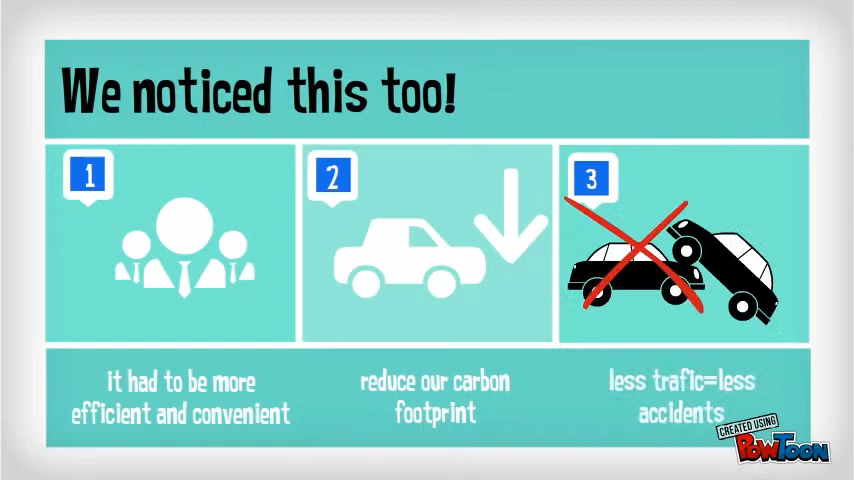 We noticed this too!
1
2
3
it had to be more
efficient and convenient
reduce our carbon
footprint
less trafic=less
accidents
CREATED USING
POWTOON